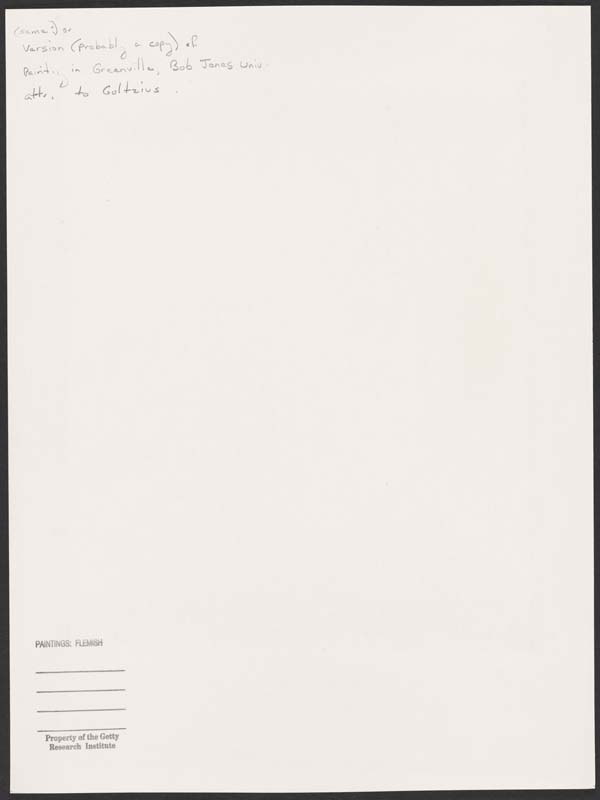 (same?) or
Version (probably a copy) of
paint. in Greenville, Bob Jones Univ.
attr. to Goltzius.
PAINTINGS: FLEMISH
Property of the Getty
Research Institute